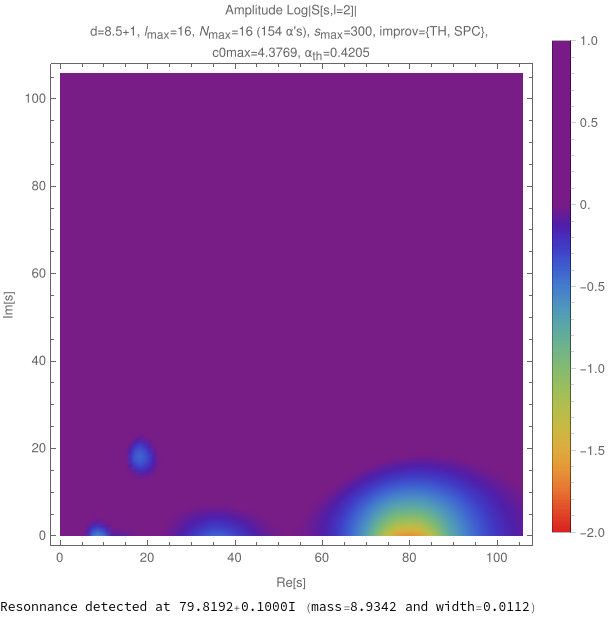 Amplitude Log|S[s,l=2]|
d=8.5+1, lmax=16, Nmax=16 (154 α's), smax=300, improv={TH, SPC},
c0max=4.3769, αth=0.4205
100
80
60
40
20
0
Im[s]
0 20 40 60 80 100
Re[s]
1.0
0.5
0.
−0.5
−1.0
−1.5
−2.0
Resonnance detected at 79.8192+0.1000I (mass=8.9342 and width=0.0112)